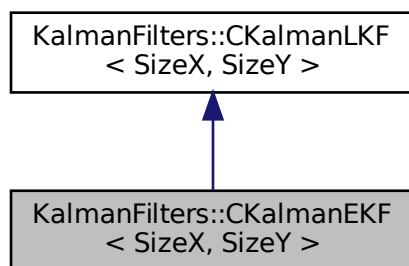 KalmanFilters::CKalmanLKF
< SizeX, SizeY >
KalmanFilters::CKalmanEKF
< SizeX, SizeY >